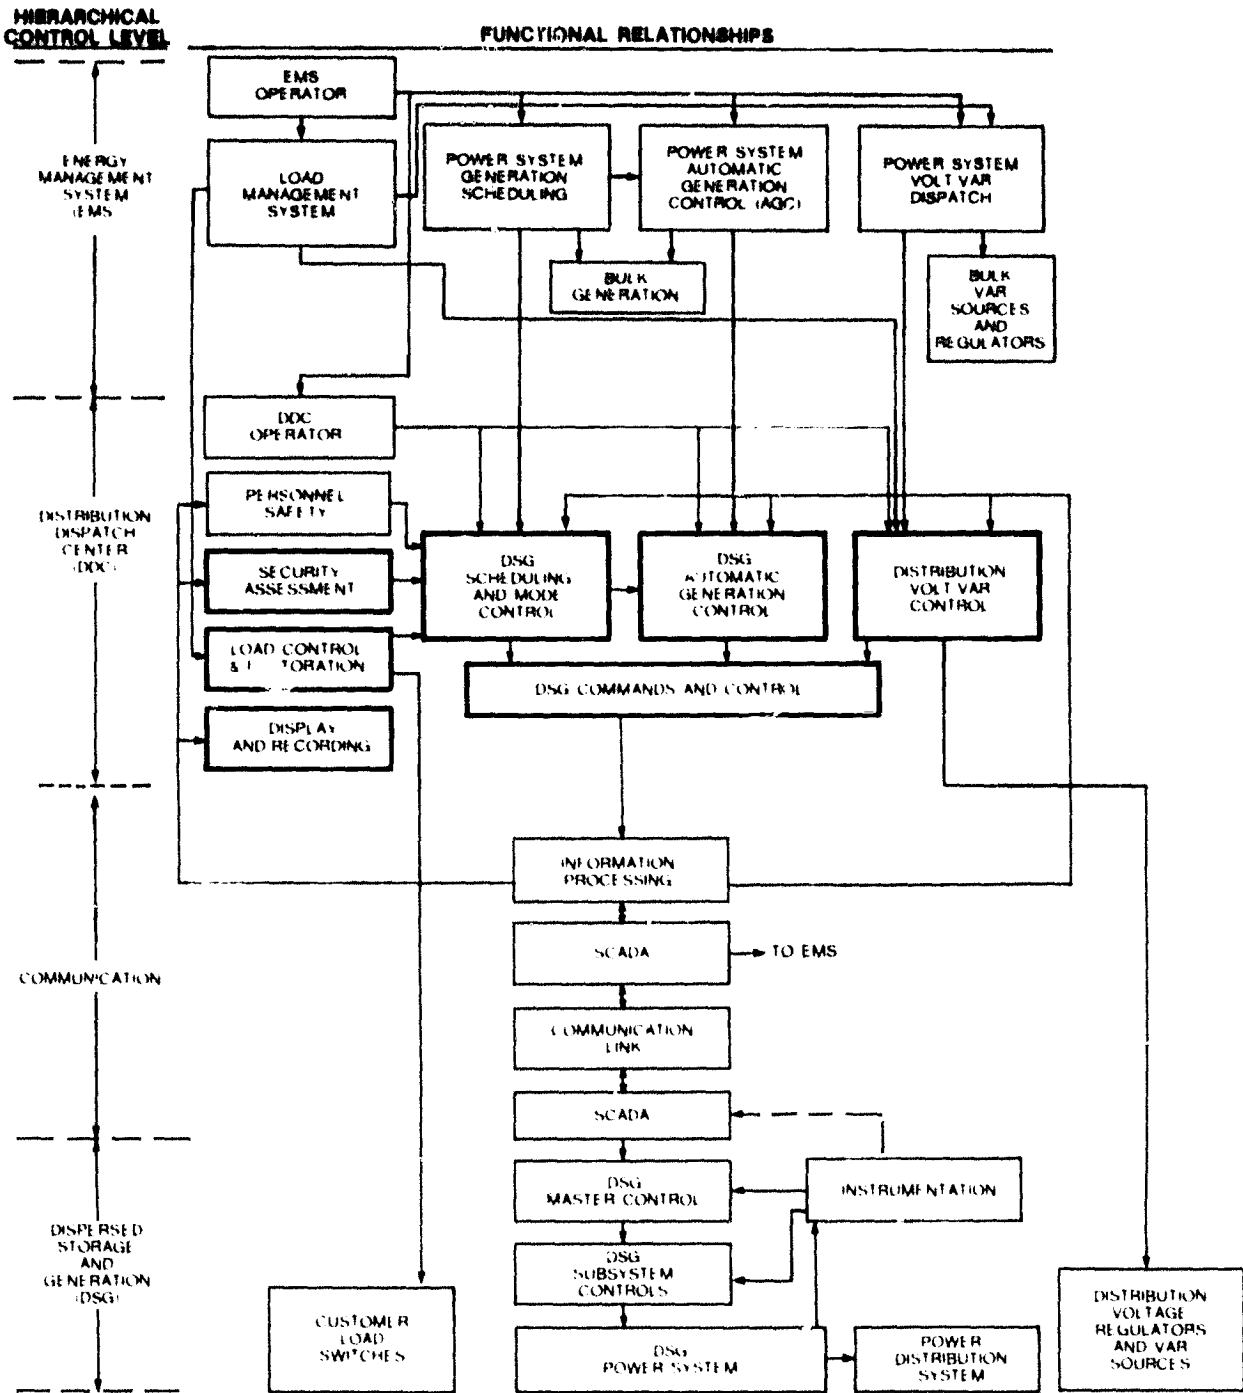 HIERARCHICAL
CONTROL LEVEL
FUNCTIONAL RELATIONSHIPS
ENERGY
MANAGEMENT
SYSTEM
(EMS
EMS
OPERATOR
LOAD
MANAGEMENT
SYSTEM
POWER SYSTEM
GENERATION
SCHEDULING
POWER SYSTEM
AUTOMATIC
GENERATION
CONTROL (AGC)
POWER SYSTEM
VOLT VAR
DISPATCH
BULK
GENERATION
BULK
VAR
SOURCES
AND
REGULATORS
DISTRIBUTION
DISPATCH
CENTER
(DDC)
DDC
OPERATOR
PERSONNEL
SAFETY
SECURITY
ASSESSMENT
LOAD CONTROL
&
DISPLAY
AND RECORDING
DSG
SCHEDULING
AND MODE
CONTROL
DSG
AUTOMATIC
GENERATION
CONTROL
DISTRIBUTION
VOLT VAR
CONTROL
DSG COMMANDS AND CONTROL
COMMUNICATION
INFORMATION
PROCESSING
SCADA
TO EMS
COMMUNICATION
LINK
SCADA
DISPERSED
STORAGE
AND
GENERATION
(DSG)
DSG
MASTER CONTROL
INSTRUMENTATION
DSG
SUBSYSTEM
CONTROLS
CUSTOMER
LOAD
SWITCHES
DSG
POWER SYSTEM
POWER
DISTRIBUTION
SYSTEM
DISTRIBUTION
VOLTAGE
REGULATORS
AND VAR
SOURCES